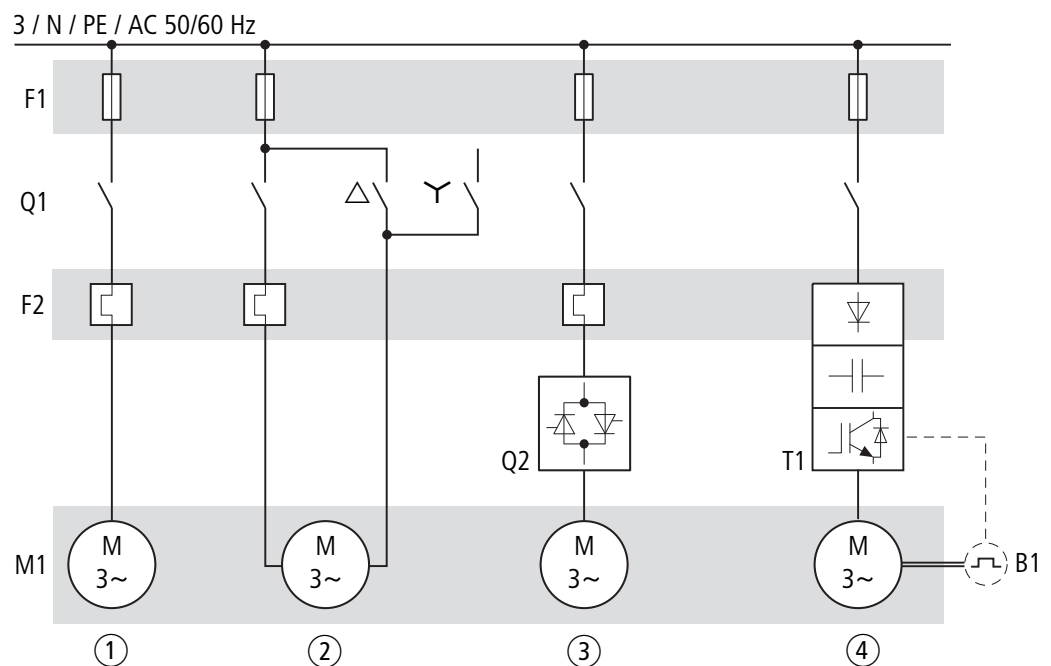 3 / N / PE / AC 50/60 Hz
F1
Q1
F2
Q2
T1
M
3~
M
3~
M
3~
M
3~
M1
B1
①
②
③
④